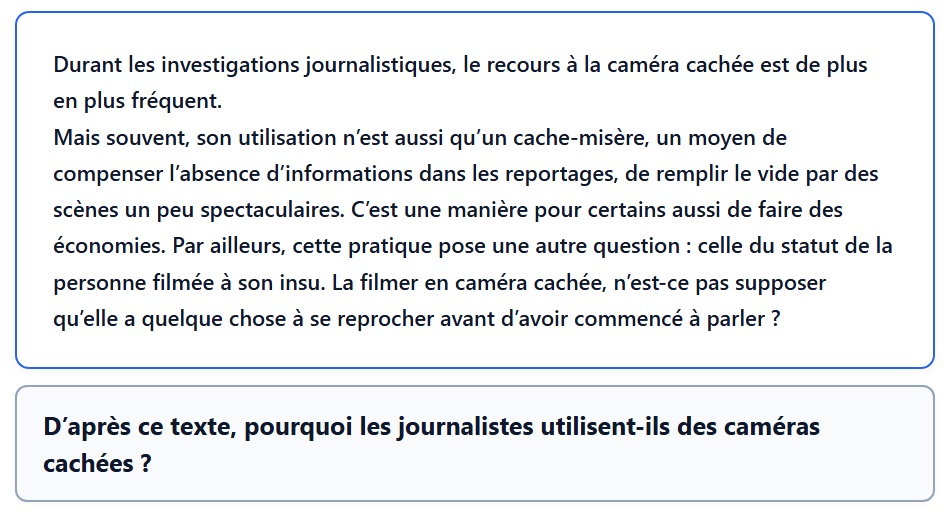 Durant les investigations journalistiques, le recours à la caméra cachée est de plus
en plus fréquent.
Mais souvent, son utilisation n’est aussi qu’un cache-misère, un moyen de
compenser l’absence d’informations dans les reportages, de remplir le vide par des
scènes un peu spectaculaires. C’est une manière pour certains aussi de faire des
économies. Par ailleurs, cette pratique pose une autre question : celle du statut de la
personne filmée à son insu. La filmer en caméra cachée, n’est-ce pas supposer
qu’elle a quelque chose à se reprocher avant d’avoir commencé à parler ?
D’après ce texte, pourquoi les journalistes utilisent-ils des caméras
cachées ?